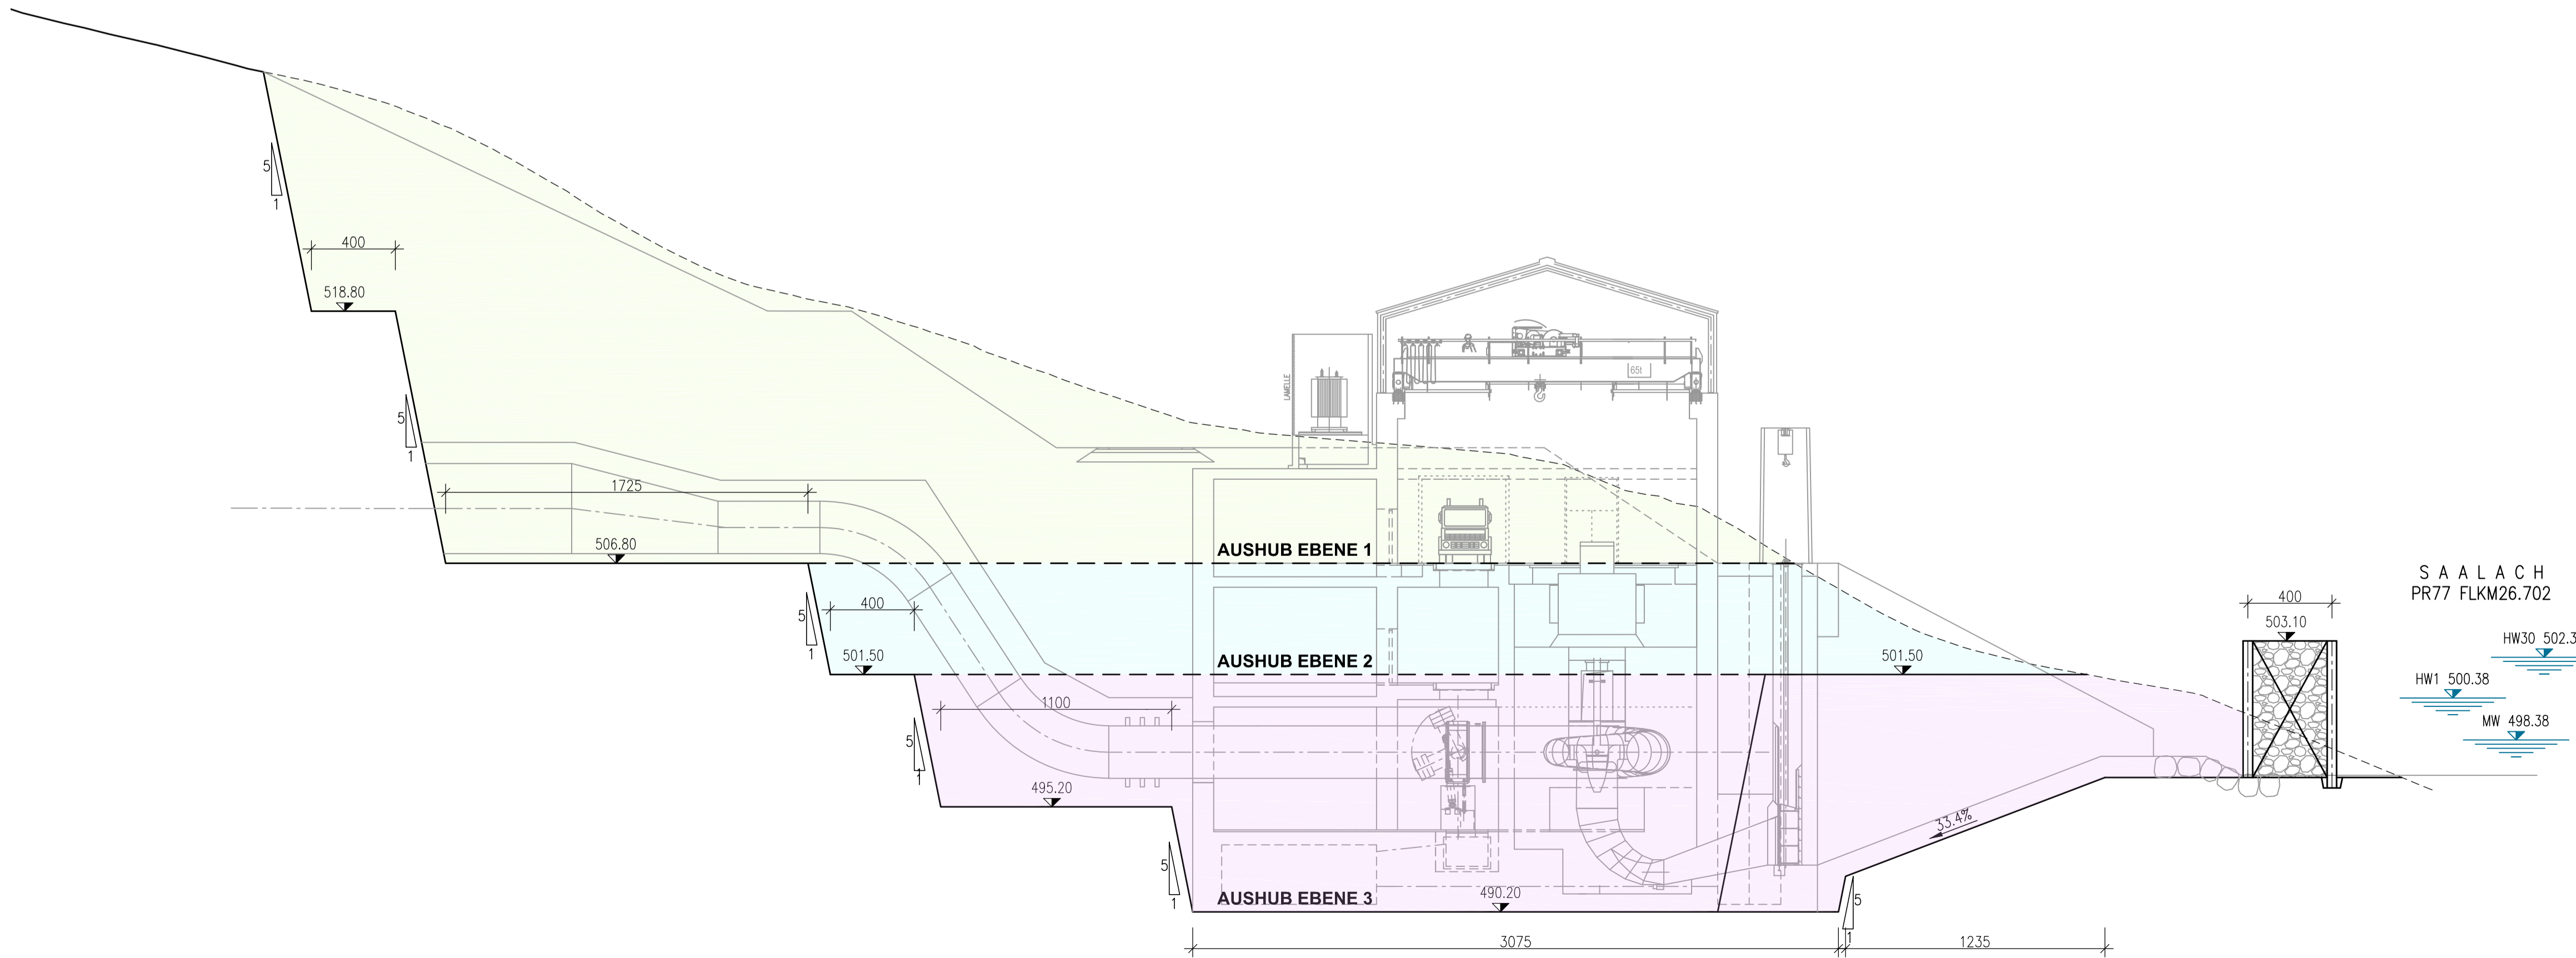 5
1
400
518.80
LAMELLE
65t
5
1
1725
506.80
AUSHUB EBENE 1
S A A L A C H
PR77 FLKM26.702
400
503.10
HW30 502.3
5
1
400
501.50
AUSHUB EBENE 2
501.50
HW1 500.38
MW 498.38
5
1
1100
495.20
33.4%
5
1
AUSHUB EBENE 3
490.20
5
1
3075
1235